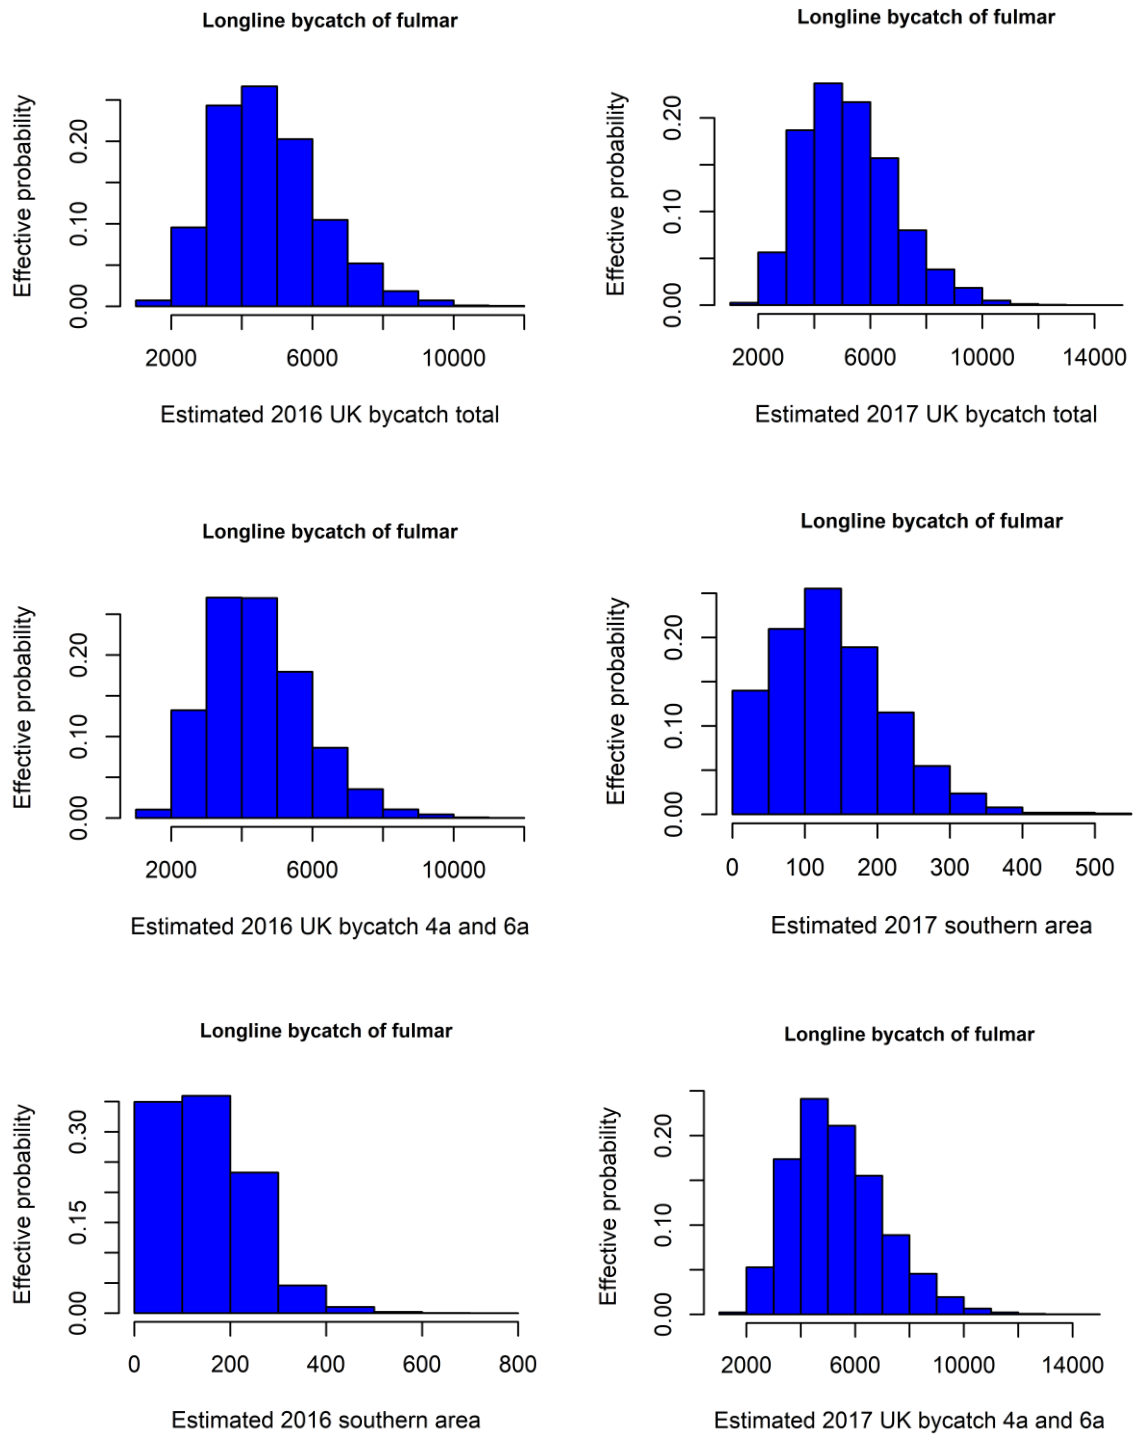 Longline bycatch of fulmar
Effective probability
0.00 0.10 0.20
2000 6000 10000
Estimated 2016 UK bycatch total
Longline bycatch of fulmar
Effective probability
0.00 0.10 0.20
2000 6000 10000 14000
Estimated 2017 UK bycatch total
Longline bycatch of fulmar
Effective probability
0.00 0.10 0.20
2000 6000 10000
Estimated 2016 UK bycatch 4a and 6a
Longline bycatch of fulmar
Effective probability
0.00 0.10 0.20
0 100 200 300 400 500
Estimated 2017 southern area
Longline bycatch of fulmar
Effective probability
0.00 0.15 0.30
0 200 400 600 800
Estimated 2016 southern area
Longline bycatch of fulmar
Effective probability
0.00 0.10 0.20
2000 6000 10000 14000
Estimated 2017 UK bycatch 4a and 6a